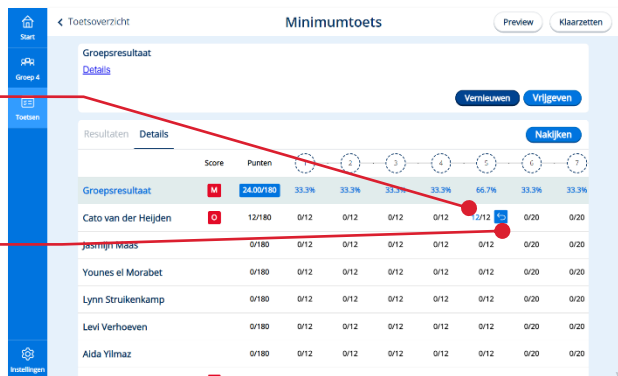 Start
Groep 4
Toetsen
Instellingen
Toetsoverzicht
Minimumtoets
Preview
Klaarzetten
Groepsresultaat
Details
Vernieuwen
Vrijgeven
Resultaten Details
Nakijken
Score Punten 1 2 3 4 5 6 7
Groepsresultaat M 24.00/180 33.3% 33.3% 33.3% 33.3% 66.7% 33.3% 33.3%
Cato van der Heijden O 12/180 0/12 0/12 0/12 0/12 12/12 0/20 0/20
Jasmijn Maas 0/180 0/12 0/12 0/12 0/12 0/12 0/20 0/20
Younes el Morabet 0/180 0/12 0/12 0/12 0/12 0/12 0/20 0/20
Lynn Struikenkamp 0/180 0/12 0/12 0/12 0/12 0/12 0/20 0/20
Levi Verhoeven 0/180 0/12 0/12 0/12 0/12 0/12 0/20 0/20
Aida Yilmaz 0/180 0/12 0/12 0/12 0/12 0/12 0/20 0/20